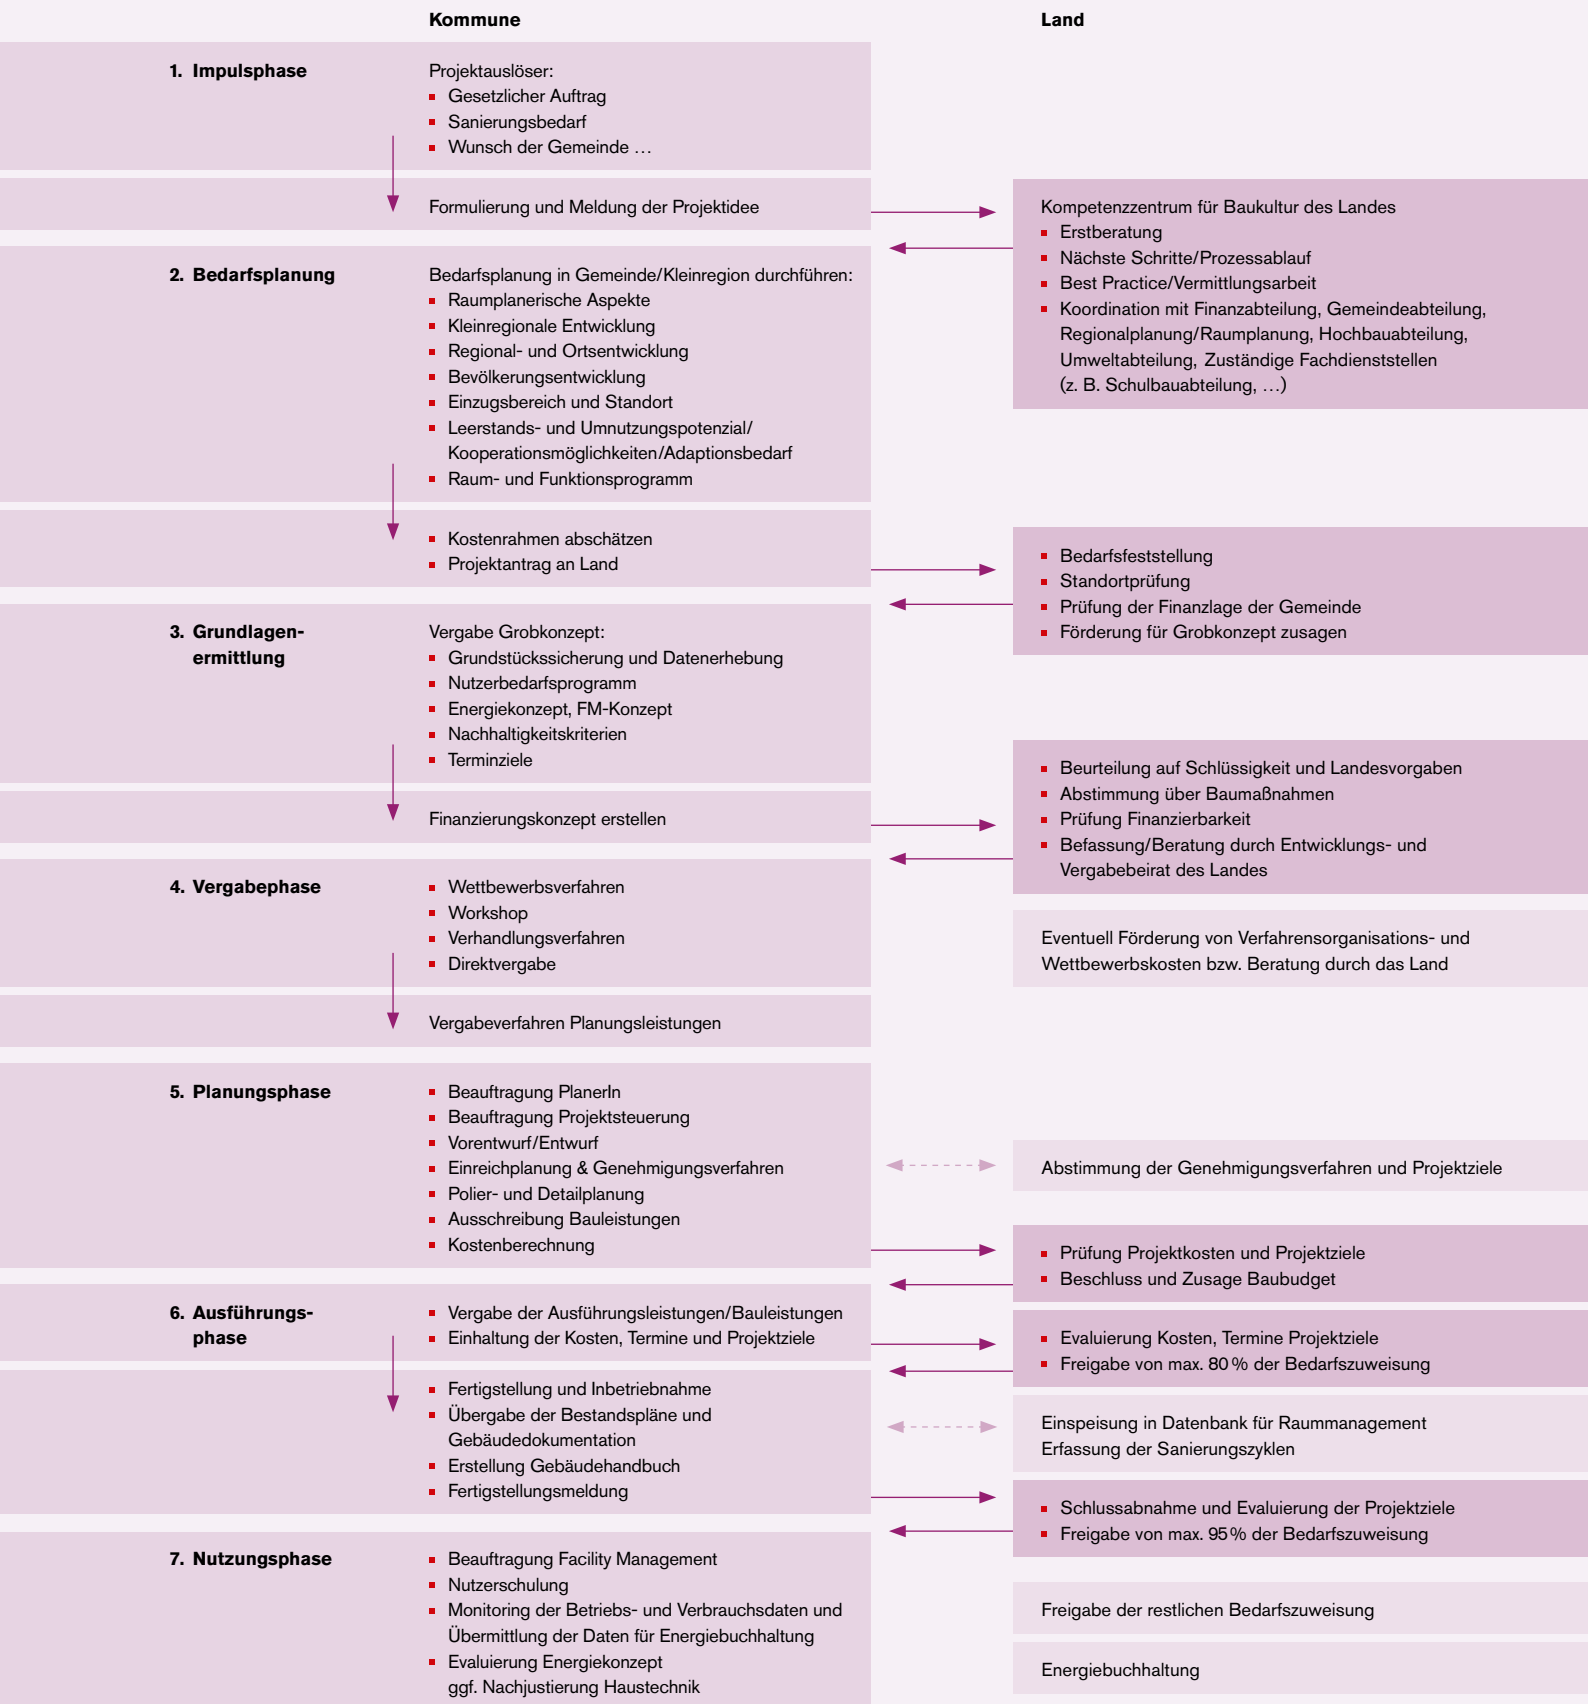 Kommune
Land
1. Impulsphase
Projektauslöser:
▪ Gesetzlicher Auftrag
▪ Sanierungsbedarf
▪ Wunsch der Gemeinde …
Formulierung und Meldung der Projektidee
Kompetenzzentrum für Baukultur des Landes
▪ Erstberatung
▪ Nächste Schritte/Prozessablauf
▪ Best Practice/Vermittlungsarbeit
▪ Koordination mit Finanzabteilung, Gemeindeabteilung,
Regionalplanung/Raumplanung, Hochbauabteilung,
Umweltabteilung, Zuständige Fachdienststellen
(z. B. Schulbauabteilung, …)
2. Bedarfsplanung
Bedarfsplanung in Gemeinde/Kleinregion durchführen:
▪ Raumplanerische Aspekte
▪ Kleinregionale Entwicklung
▪ Regional- und Ortsentwicklung
▪ Bevölkerungsentwicklung
▪ Einzugsbereich und Standort
▪ Leerstands- und Umnutzungspotenzial/
Kooperationsmöglichkeiten/Adaptionsbedarf
▪ Raum- und Funktionsprogramm
▪ Kostenrahmen abschätzen
▪ Projektantrag an Land
▪ Bedarfsfeststellung
▪ Standortprüfung
▪ Prüfung der Finanzlage der Gemeinde
▪ Förderung für Grobkonzept zusagen
3. Grundlagen-
ermittlung
Vergabe Grobkonzept:
▪ Grundstückssicherung und Datenerhebung
▪ Nutzerbedarfsprogramm
▪ Energiekonzept, FM-Konzept
▪ Nachhaltigkeitskriterien
▪ Terminziele
Finanzierungskonzept erstellen
▪ Beurteilung auf Schlüssigkeit und Landesvorgaben
▪ Abstimmung über Baumaßnahmen
▪ Prüfung Finanzierbarkeit
▪ Befassung/Beratung durch Entwicklungs- und
Vergabebeirat des Landes
4. Vergabephase
▪ Wettbewerbsverfahren
▪ Workshop
▪ Verhandlungsverfahren
▪ Direktvergabe
Eventuell Förderung von Verfahrensorganisations- und
Wettbewerbskosten bzw. Beratung durch das Land
Vergabeverfahren Planungsleistungen
5. Planungsphase
▪ Beauftragung PlanerIn
▪ Beauftragung Projektsteuerung
▪ Vorentwurf/Entwurf
▪ Einreichplanung & Genehmigungsverfahren
▪ Polier- und Detailplanung
▪ Ausschreibung Bauleistungen
▪ Kostenberechnung
Abstimmung der Genehmigungsverfahren und Projektziele
▪ Prüfung Projektkosten und Projektziele
▪ Beschluss und Zusage Baubudget
6. Ausführungs-
phase
▪ Vergabe der Ausführungsleistungen/Bauleistungen
▪ Einhaltung der Kosten, Termine und Projektziele
▪ Evaluierung Kosten, Termine Projektziele
▪ Freigabe von max. 80 % der Bedarfszuweisung
▪ Fertigstellung und Inbetriebnahme
▪ Übergabe der Bestandspläne und
Gebäudedokumentation
▪ Erstellung Gebäudehandbuch
▪ Fertigstellungsmeldung
Einspeisung in Datenbank für Raummanagement
Erfassung der Sanierungszyklen
▪ Schlussabnahme und Evaluierung der Projektziele
▪ Freigabe von max. 95 % der Bedarfszuweisung
7. Nutzungsphase
▪ Beauftragung Facility Management
▪ Nutzerschulung
▪ Monitoring der Betriebs- und Verbrauchsdaten und
Übermittlung der Daten für Energiebuchhaltung
▪ Evaluierung Energiekonzept
ggf. Nachjustierung Haustechnik
Freigabe der restlichen Bedarfszuweisung
Energiebuchhaltung